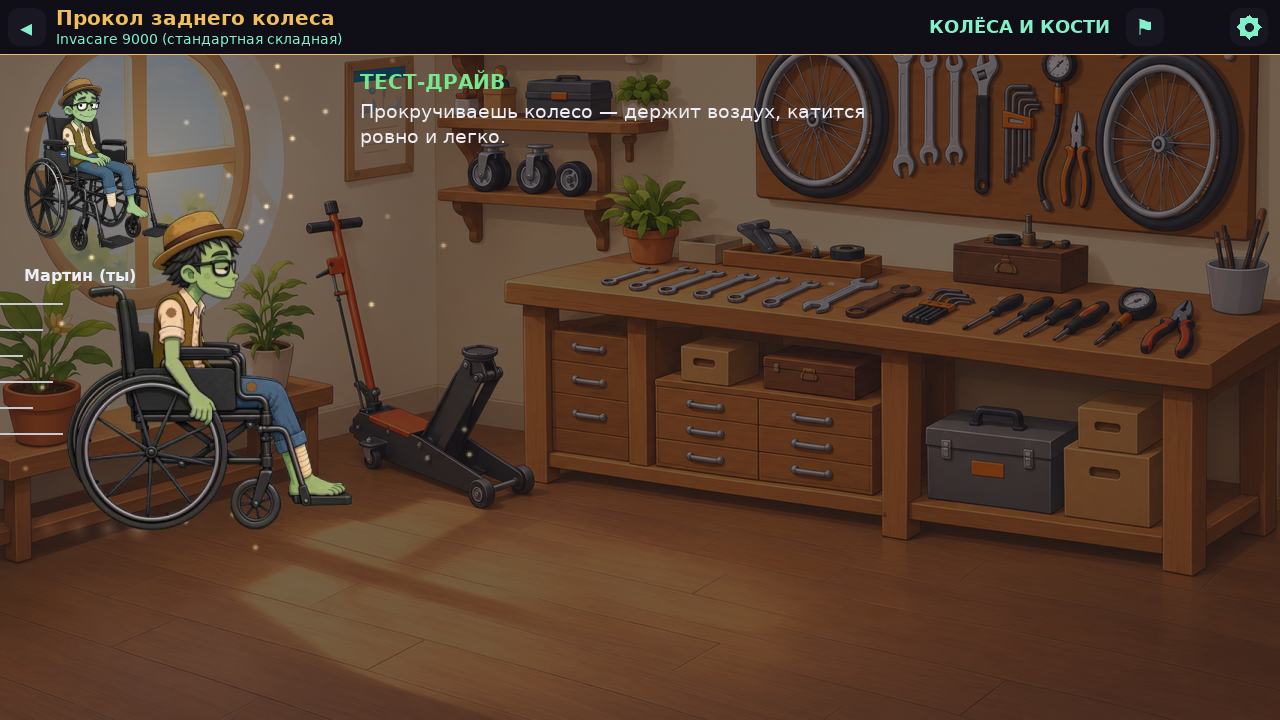 Прокол заднего колеса
Invacare 9000 (стандартная складная)
КОЛЁСА И КОСТИ
ТЕСТ-ДРАЙВ
Прокручиваешь колесо — держит воздух, катится
ровно и легко.
Мартин (ты)